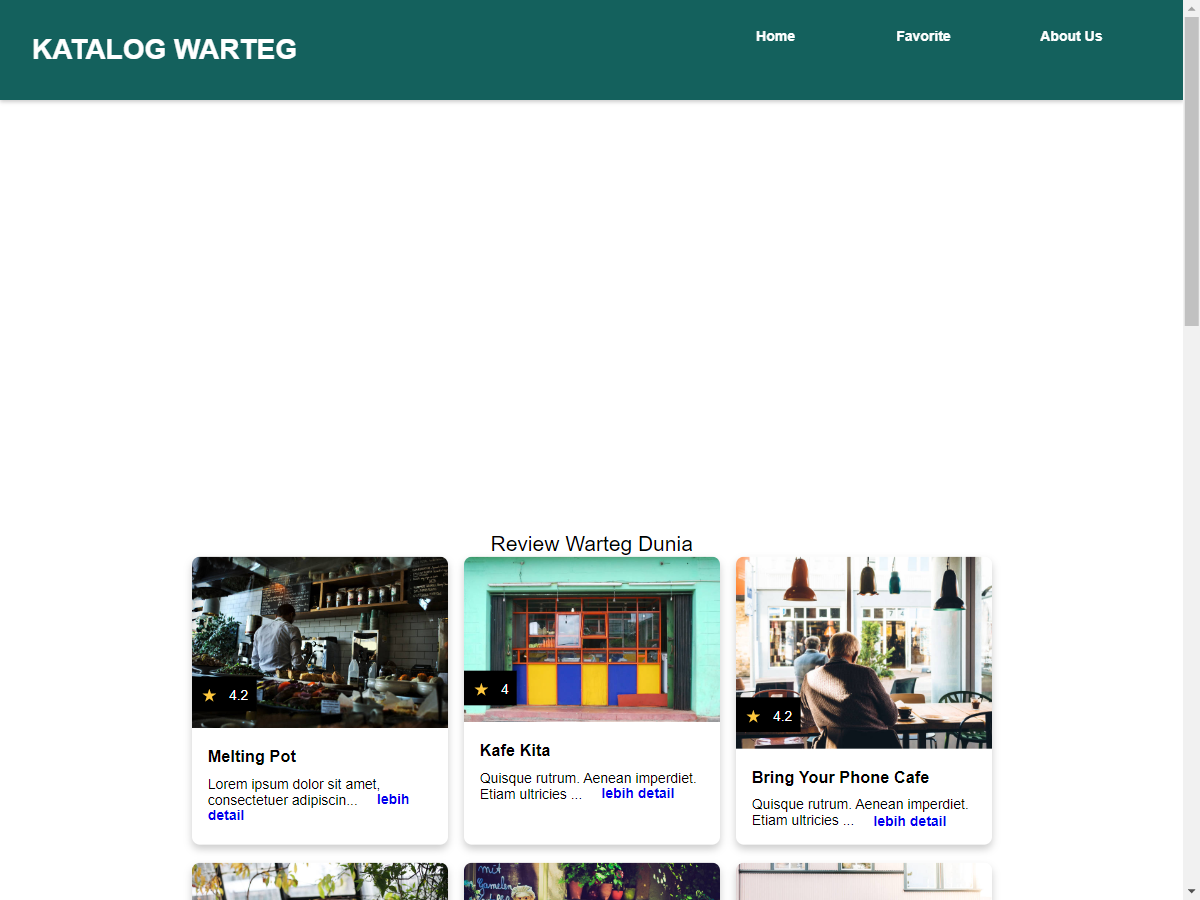 KATALOG WARTEG
Home
Favorite
About Us
Review Warteg Dunia
4.2
Melting Pot
Lorem ipsum dolor sit amet,
consectetuer adipiscin... lebih
detail
4
Kafe Kita
Quisque rutrum. Aenean imperdiet.
Etiam ultricies ... lebih detail
4.2
Bring Your Phone Cafe
Quisque rutrum. Aenean imperdiet.
Etiam ultricies ... lebih detail
mit
Gamelen